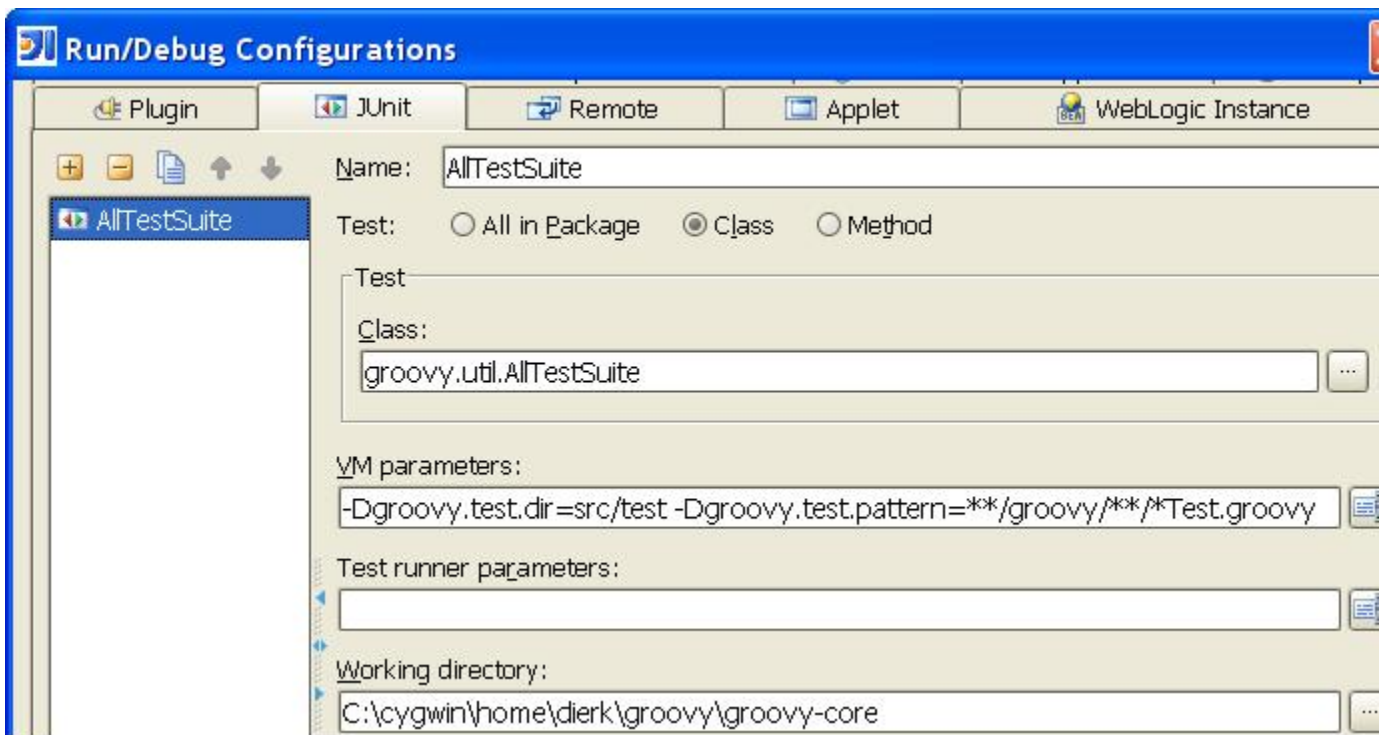 Run/Debug Configurations
Plugin JUnit Remote Applet WebLogic Instance
Name: AllTestSuite
AllTestSuite
Test: All in Package Class Method
Test
Class:
groovy.util.AllTestSuite
...
VM parameters:
-Dgroovy.test.dir=src/test -Dgroovy.test.pattern=**/groovy/**/*Test.groovy
Test runner parameters:
Working directory:
C:\cygwin\home\dierk\groovy\groovy-core
...